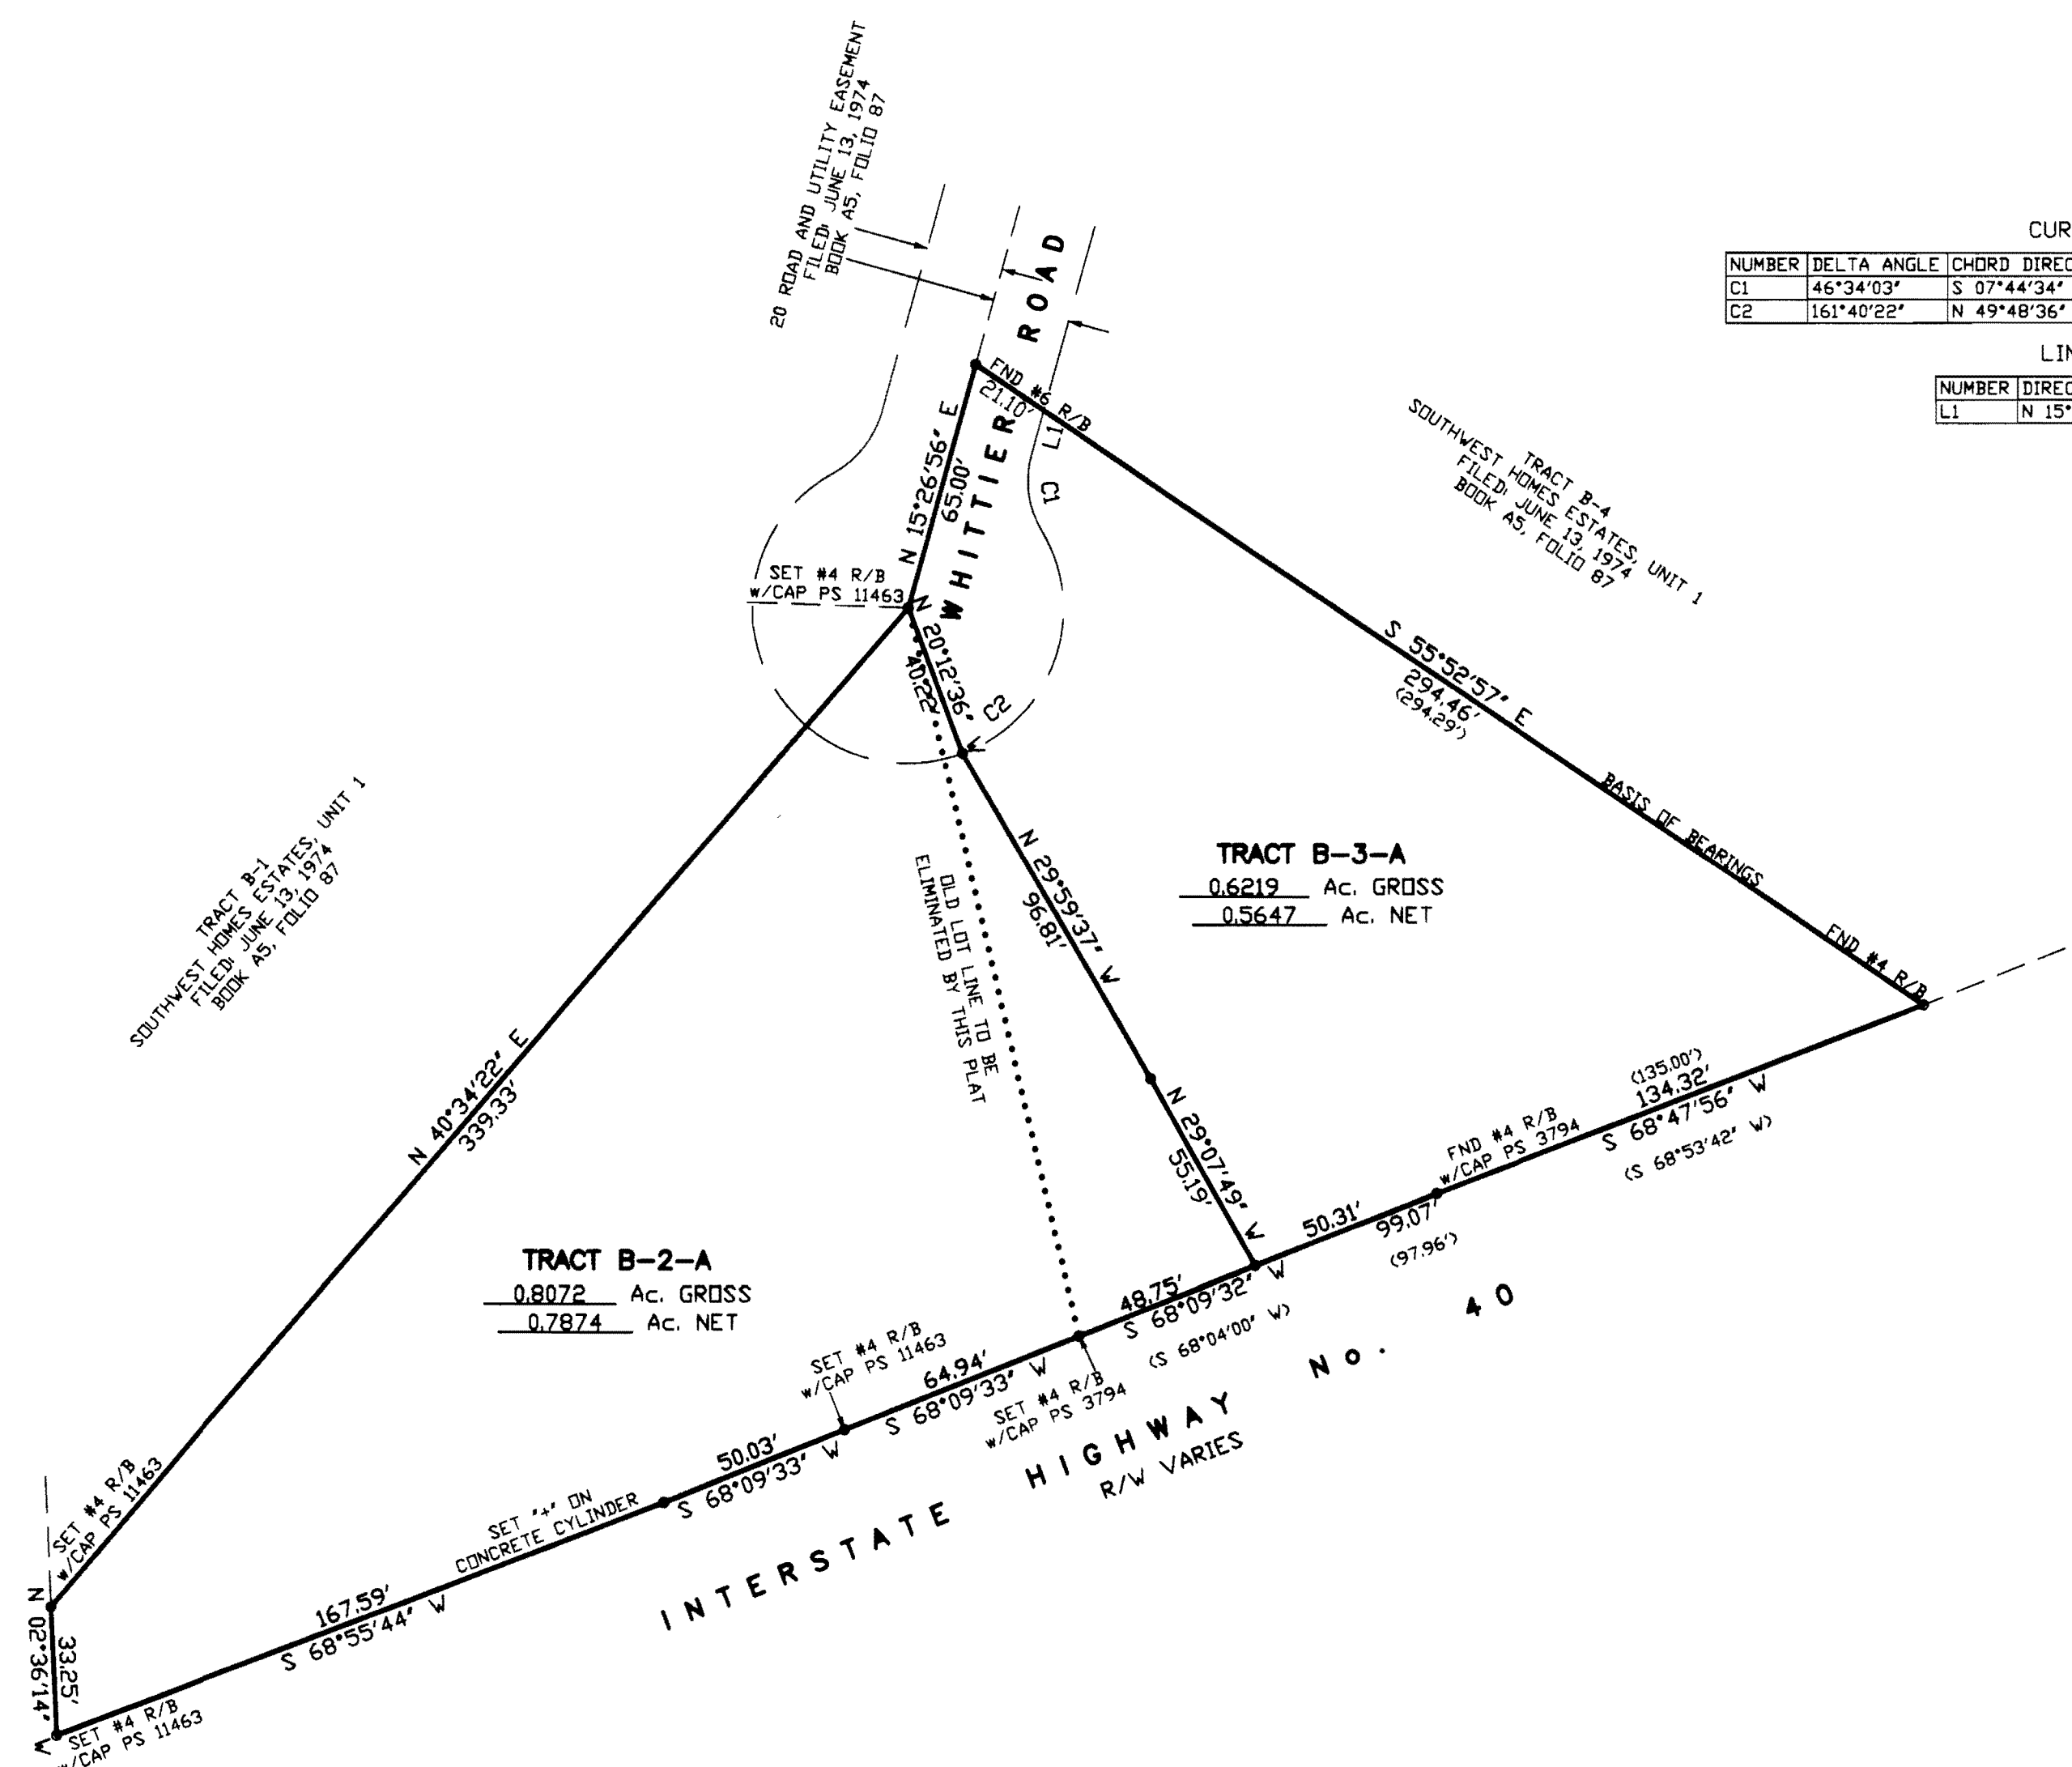 20 ROAD AND UTILITY EASEMENT
FILED: JUNE 13, 1974
BOOK A5, FOLIO 87
WHITTIER ROAD
CUR
NUMBER DELTA ANGLE CHORD DIREC
C1 46°34'03" S 07°44'34"
C2 161°40'22" N 49°48'36"
LIN
NUMBER DIREC
L1 N 15°
FND #6 R/B
21.10'
L1
C1
N 15°26'56" E
65.00'
SET #4 R/B
w/CAP PS 11463
N 20°12'36" W
40.22'
C2
TRACT B-4
SOUTHWEST HOMES ESTATES, UNIT 1
FILED: JUNE 13, 1974
BOOK A5, FOLIO 87
S 55°52'57" E
294.46'
(294.29')
BASIS OF BEARINGS
FND #4 R/B
TRACT B-1
SOUTHWEST HOMES ESTATES, UNIT 1
FILED: JUNE 13, 1974
BOOK A5, FOLIO 87
OLD LOT LINE TO BE
ELIMINATED BY THIS PLAT
N 29°59'37" W
96.81'
TRACT B-3-A
0.6219 Ac. GROSS
0.5647 Ac. NET
N 40°34'22" E
339.33'
N 29°07'49" W
55.19'
(135.00')
134.32'
S 68°47'56" W
(S 68°53'42" W)
FND #4 R/B
w/CAP PS 3794
50.31'
99.07'
(97.96')
TRACT B-2-A
0.8072 Ac. GROSS
0.7874 Ac. NET
48.75'
S 68°09'32" W
(S 68°04'00" W)
SET #4 R/B
w/CAP PS 11463
64.94'
S 68°09'33" W
SET #4 R/B
w/CAP PS 3794
50.03'
S 68°09'33" W
SET "+" ON
CONCRETE CYLINDER
167.59'
S 68°55'44" W
INTERSTATE HIGHWAY No. 40
R/W VARIES
SET #4 R/B
w/CAP PS 11463
N 02°36'14" W
33.25'
SET #4 R/B
w/CAP PS 11463